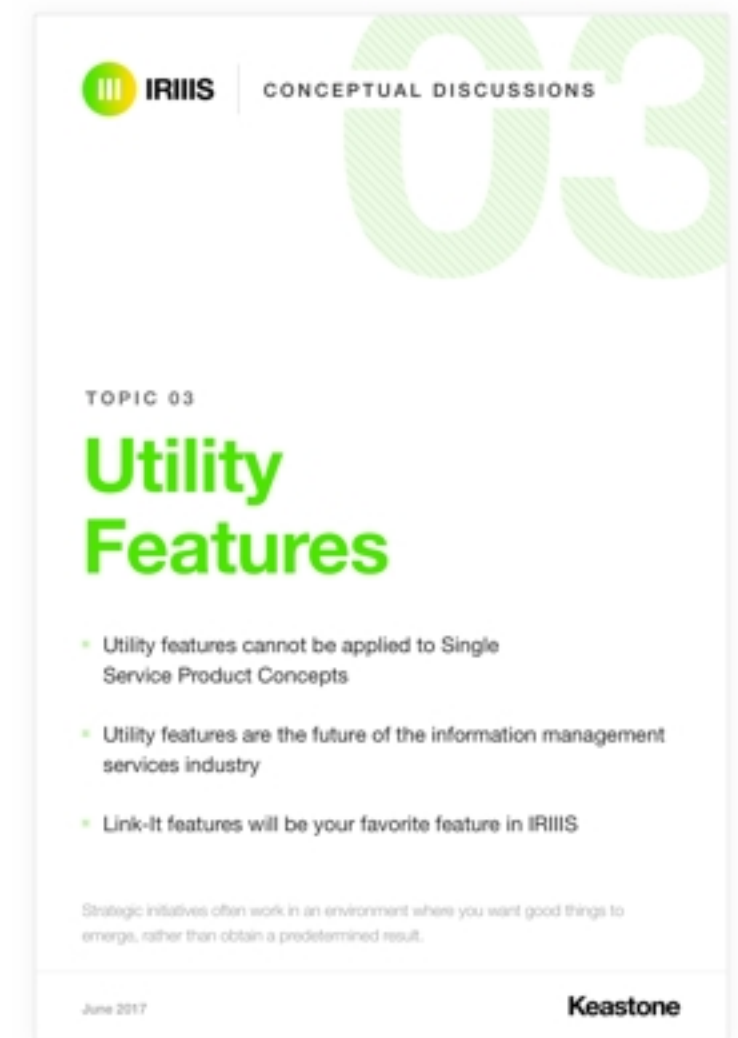 03
IRIIIS
CONCEPTUAL DISCUSSIONS
TOPIC 03
Utility
Features
Utility features cannot be applied to Single
Service Product Concepts
Utility features are the future of the information management
services industry
Link-It features will be your favorite feature in IRIIIS
Strategic initiatives often work in an environment where you want good things to
emerge, rather than obtain a predetermined result.
June 2017
Keastone